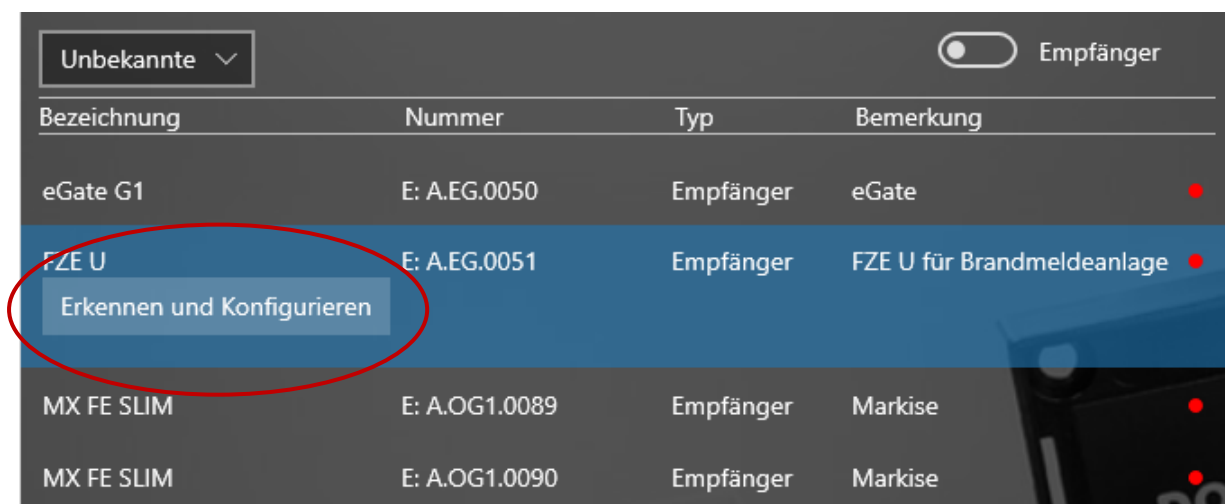 Unbekannte Empfänger
Bezeichnung Nummer Typ Bemerkung
eGate G1 E: A.EG.0050 Empfänger eGate
FZE U E: A.EG.0051 Empfänger FZE U für Brandmeldeanlage
Erkennen und Konfigurieren
MX FE SLIM E: A.OG1.0089 Empfänger Markise
MX FE SLIM E: A.OG1.0090 Empfänger Markise